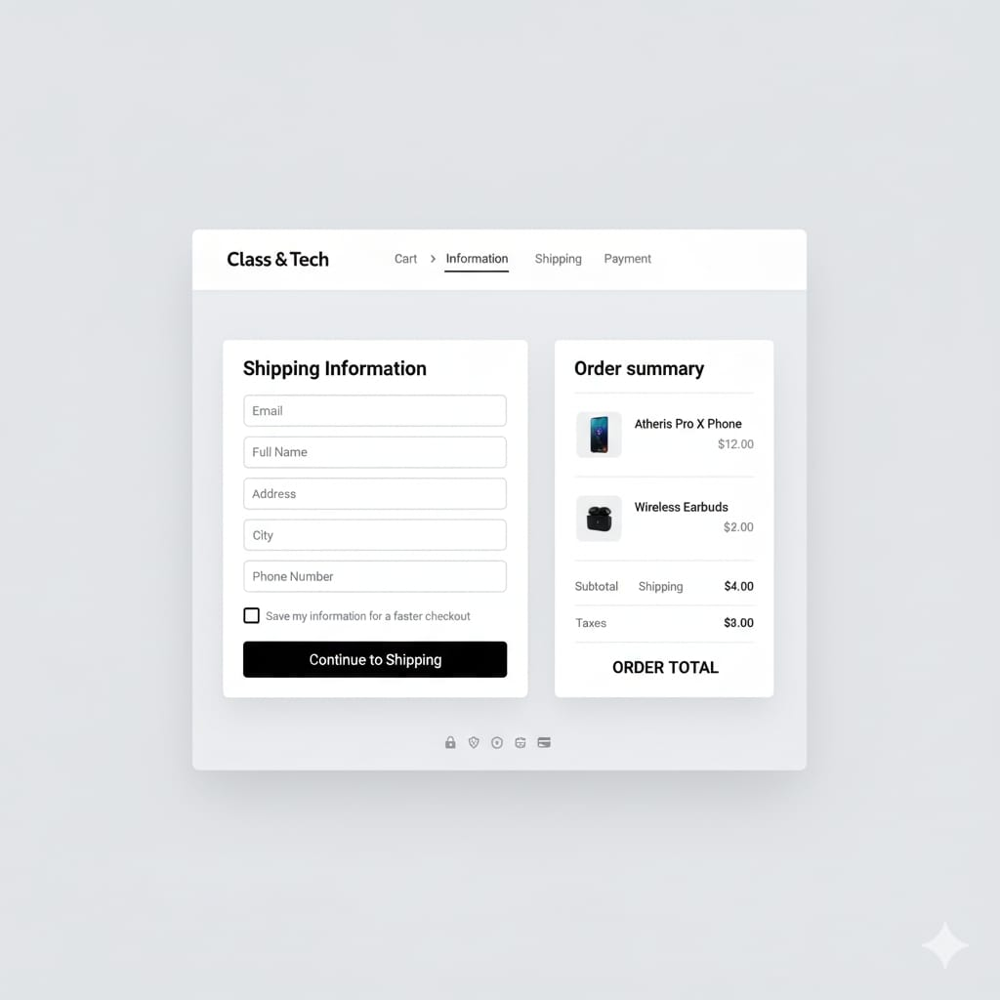 Class & Tech
Cart > Information Shipping Payment
Shipping Information
Email
Full Name
Address
City
Phone Number
Save my information for a faster checkout
Continue to Shipping
Order summary
Atheris Pro X Phone
$12.00
Wireless Earbuds
$2.00
Subtotal Shipping $4.00
Taxes $3.00
ORDER TOTAL